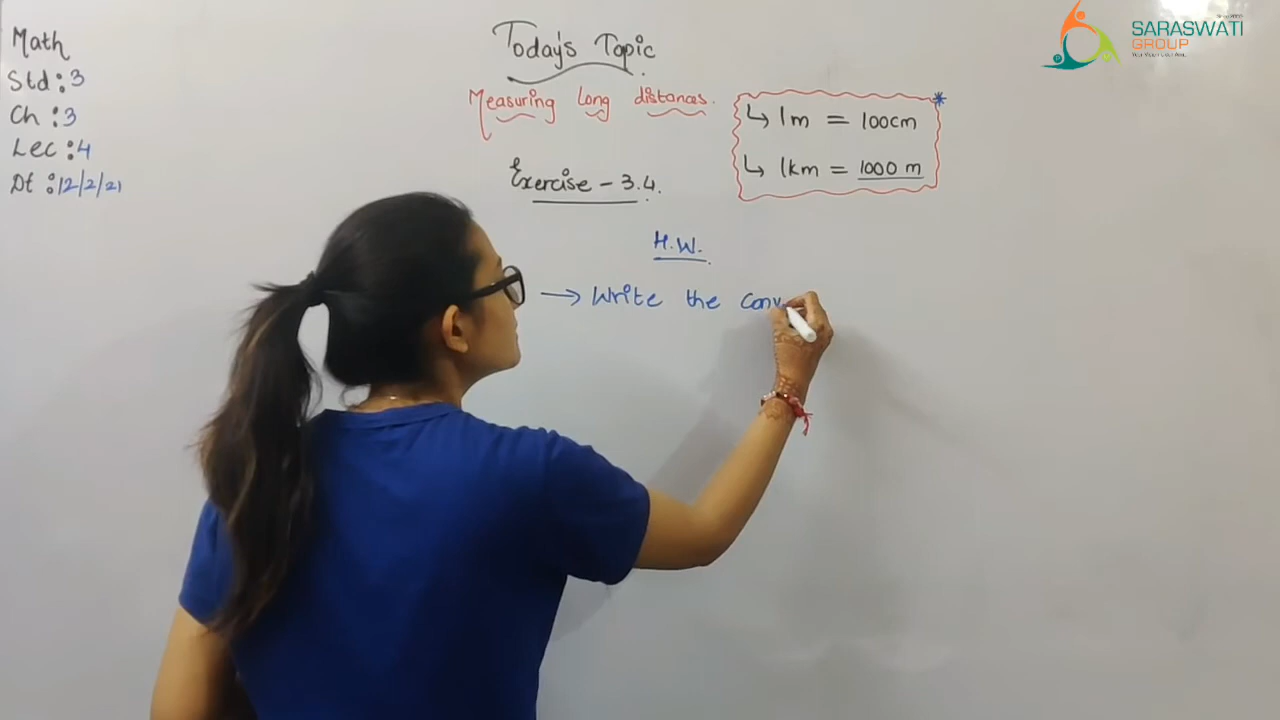 Math
Std : 3
Ch : 3
Lec : 4
Dt : 12/2/21
Today's Topic
Measuring long distances.
↳ 1m = 100cm
↳ 1km = 1000 m
Exercise - 3.4.
H.W.
→ Write the conv
SARASWATI
GROUP